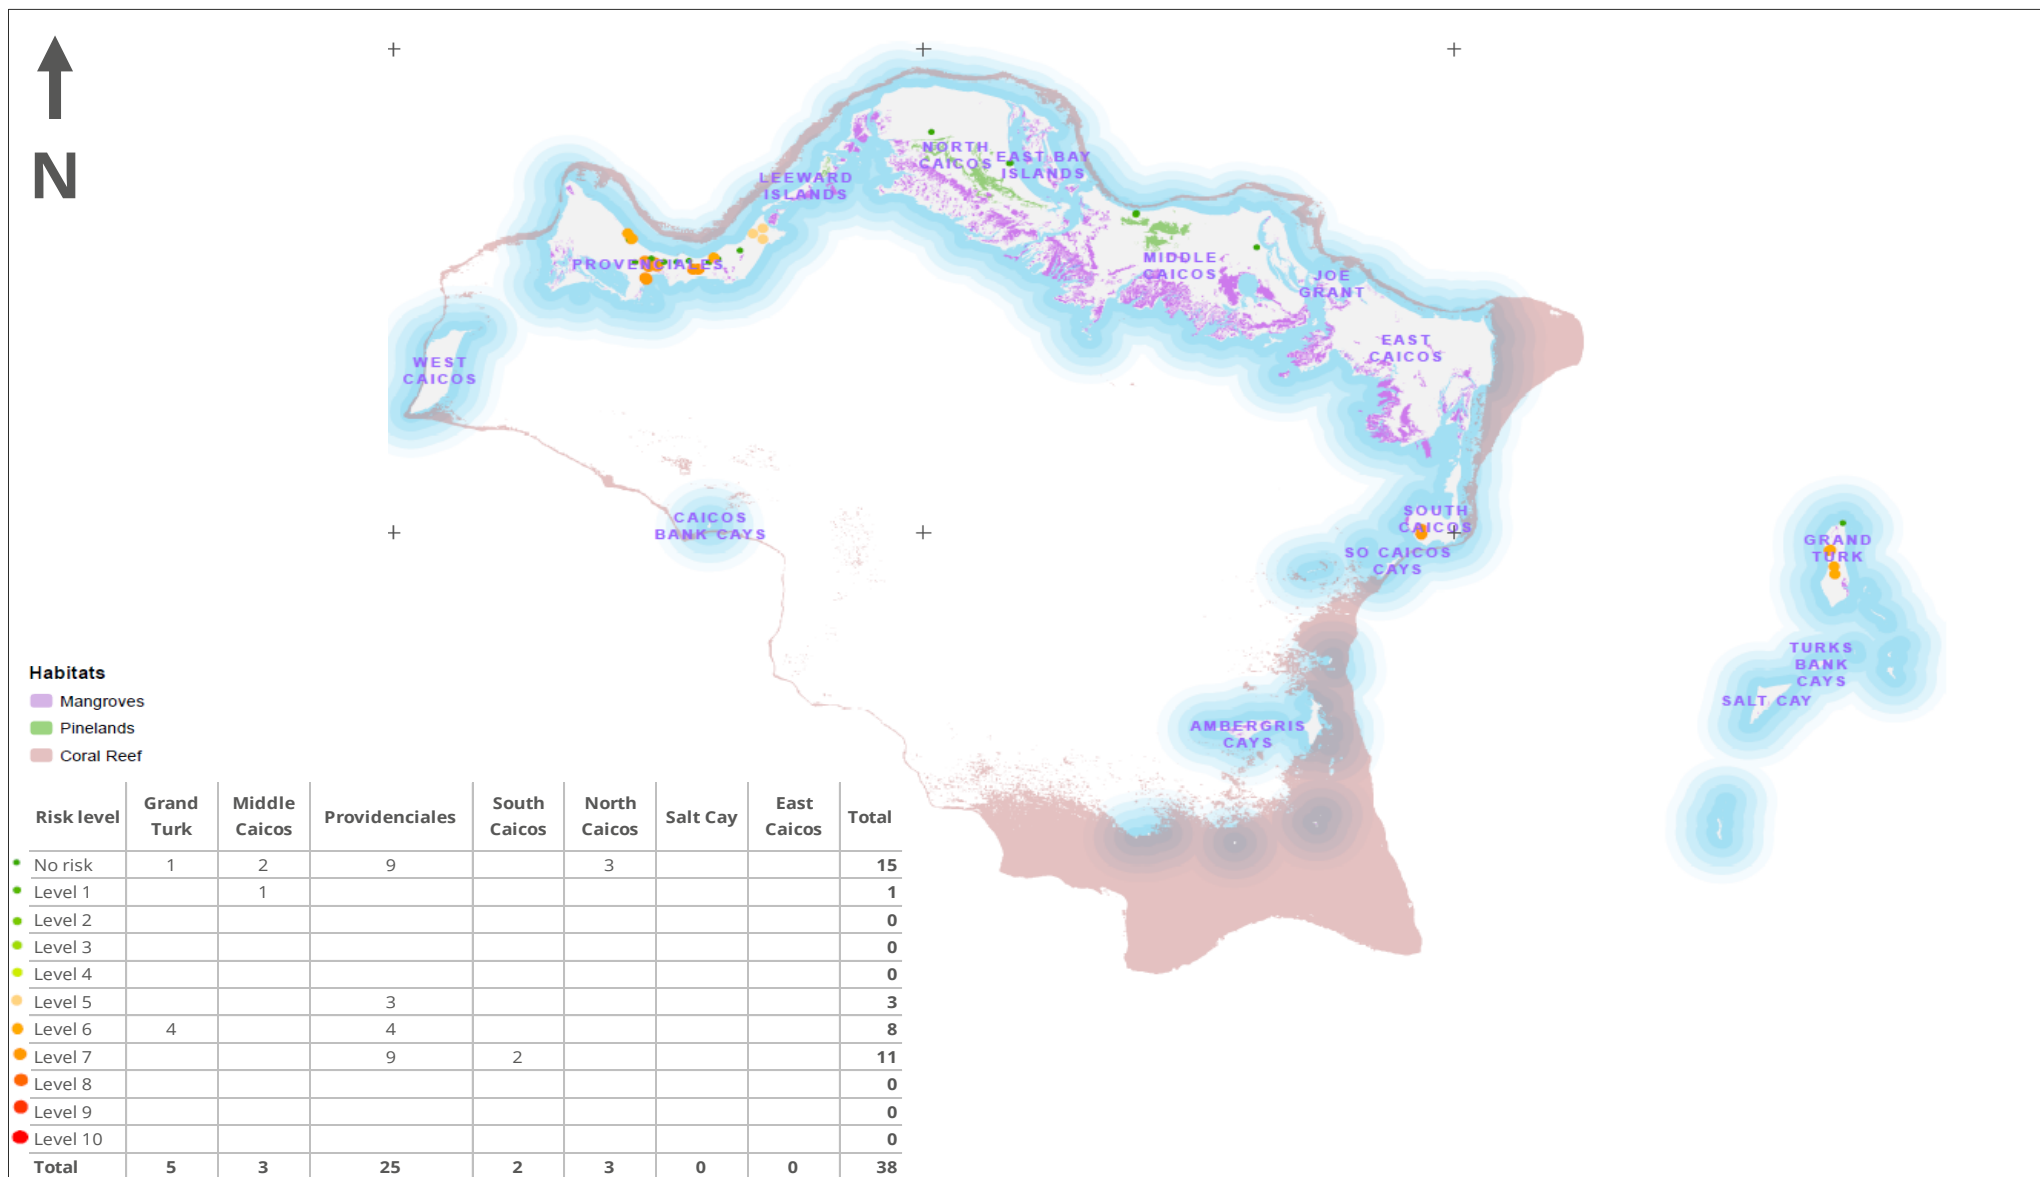 N
NORTH
CAICOS
EAST BAY
ISLANDS
LEEWARD
ISLANDS
PROVENCIALES
MIDDLE
CAICOS
JOE
GRANT
WEST
CAICOS
EAST
CAICOS
CAICOS
BANK CAYS
SOUTH
CAICOS
SO CAICOS
CAYS
GRAND
TURK
TURKS
BANK
CAYS
SALT CAY
AMBERGRIS
CAYS
Habitats
Mangroves
Pinelands
Coral Reef
Risk level Grand Turk Middle Caicos Providenciales South Caicos North Caicos Salt Cay East Caicos Total
No risk 1 2 9 3 15
Level 1 1 1
Level 2 0
Level 3 0
Level 4 0
Level 5 3 3
Level 6 4 4 8
Level 7 9 2 11
Level 8 0
Level 9 0
Level 10 0
Total 5 3 25 2 3 0 0 38